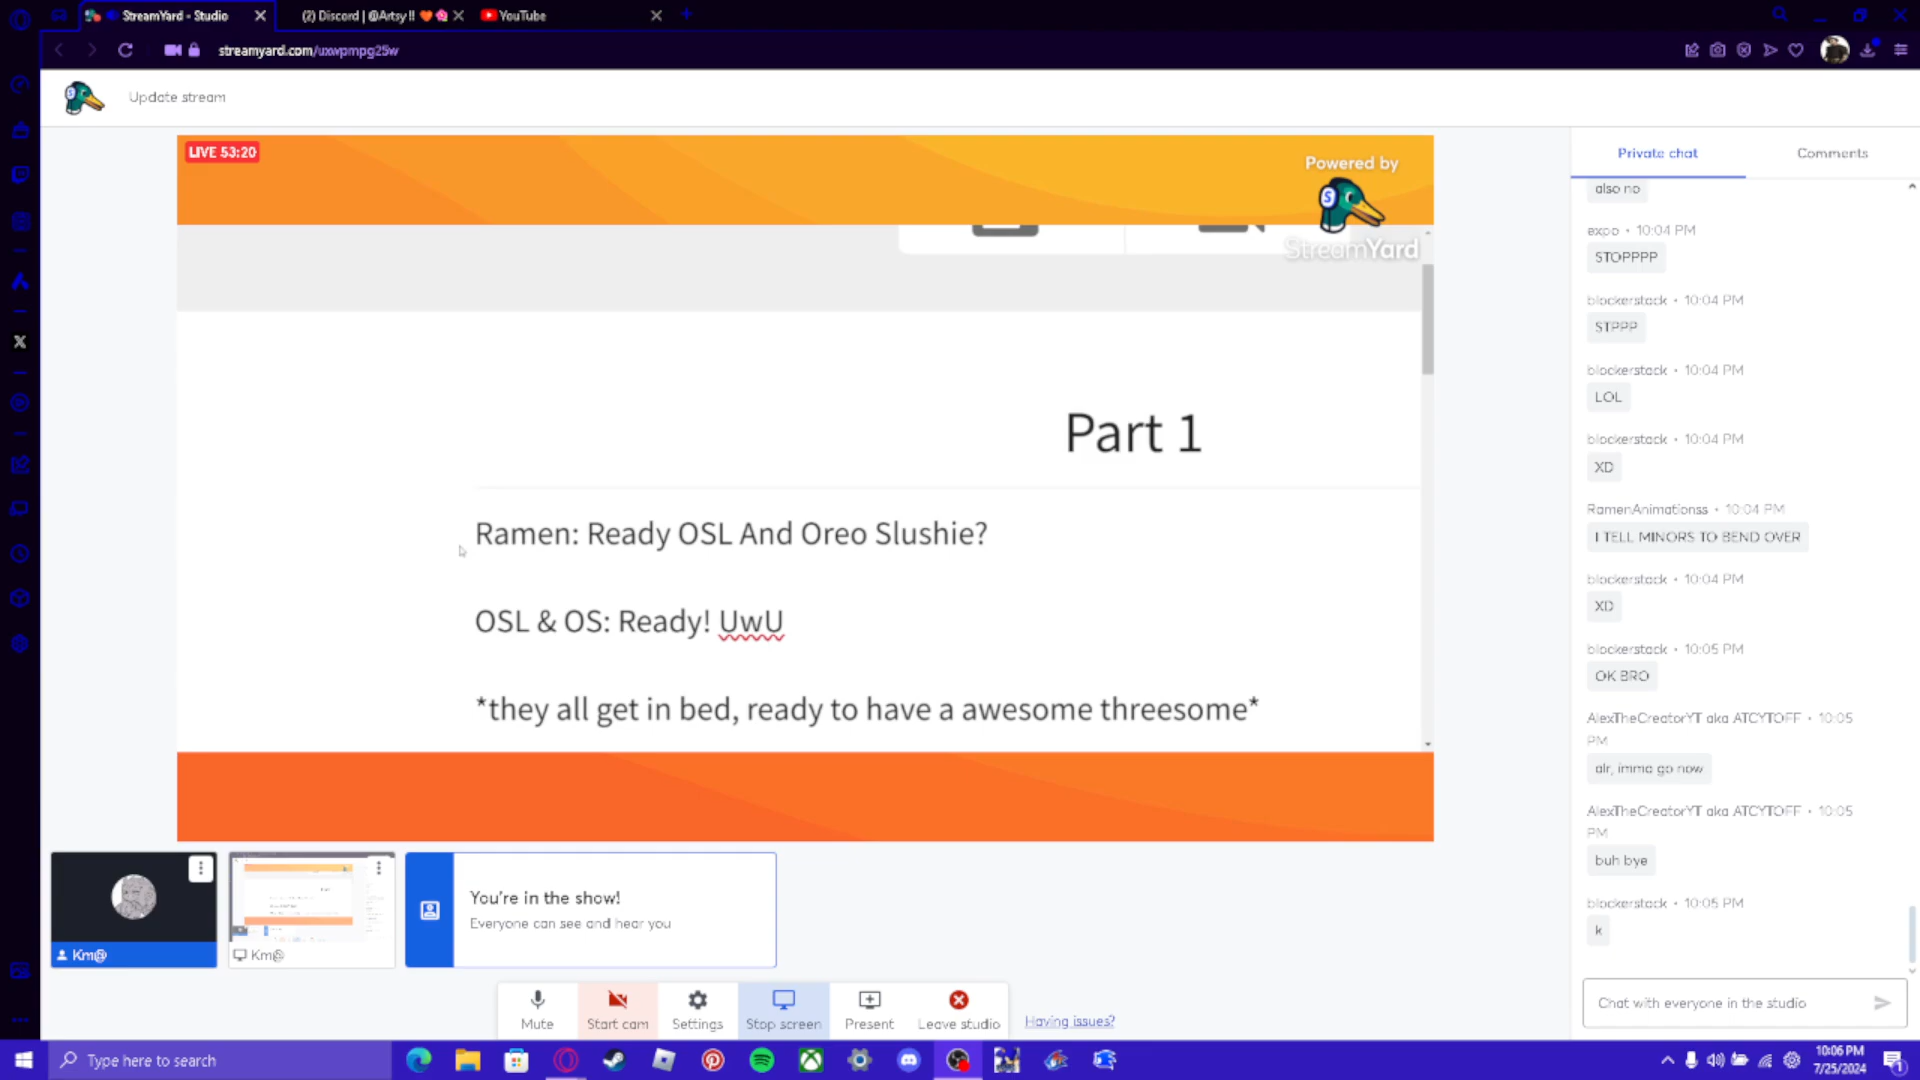 StreamYard - Studio
(2) Discord | @Artsy !!
YouTube
streamyard.com/uxwpmpg25w
Update stream
LIVE 53:20
Powered by
StreamYard
Part 1
Ramen: Ready OSL And Oreo Slushie?
OSL & OS: Ready! UwU
*they all get in bed, ready to have a awesome threesome*
Km@
Km@
You're in the show!
Everyone can see and hear you
Mute
Start cam
Settings
Stop screen
Present
Leave studio
Having issues?
Private chat
Comments
also no
expo • 10:04 PM
STOPPPP
blockerstack • 10:04 PM
STPPP
blockerstack • 10:04 PM
LOL
blockerstack • 10:04 PM
XD
RamenAnimationss • 10:04 PM
I TELL MINORS TO BEND OVER
blockerstack • 10:04 PM
XD
blockerstack • 10:05 PM
OK BRO
AlexTheCreatorYT aka ATCYTOFF • 10:05
PM
alr, imma go now
AlexTheCreatorYT aka ATCYTOFF • 10:05
PM
buh bye
blockerstack • 10:05 PM
k
Chat with everyone in the studio
Type here to search
10:06 PM
7/25/2024